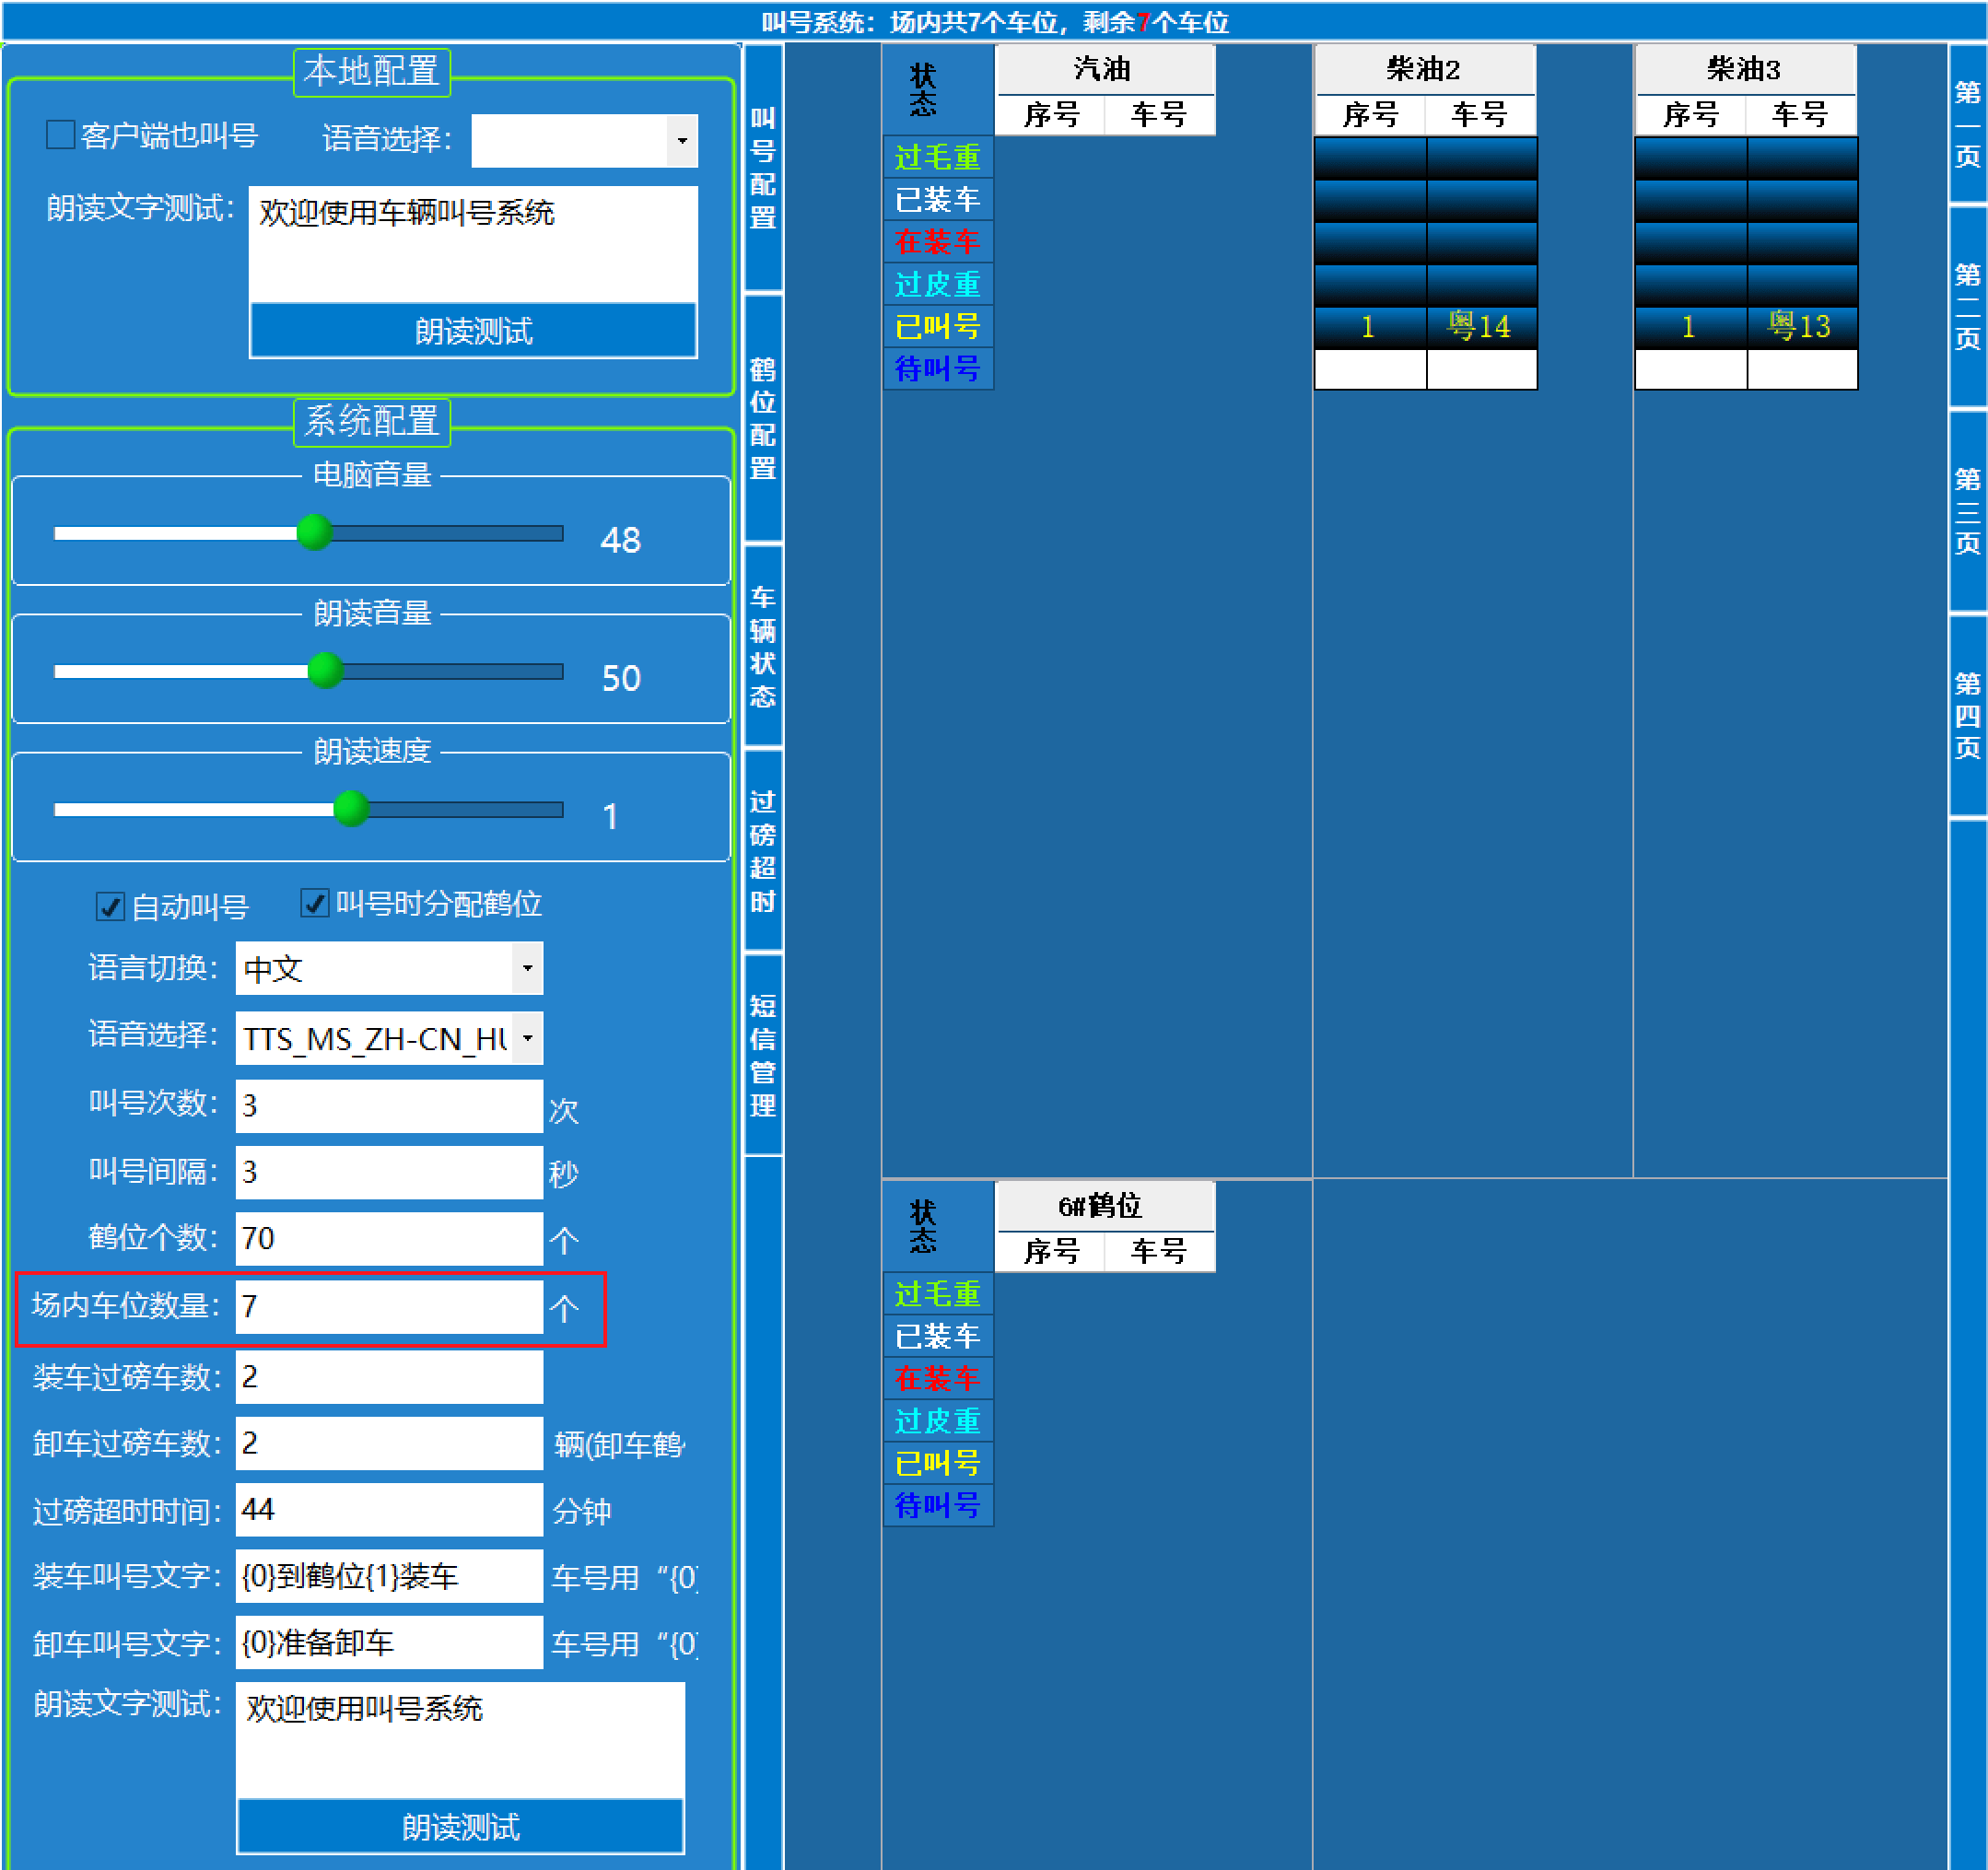 叫号系统：场内共7个车位，剩余7个车位
本地配置
客户端也叫号
语音选择：
朗读文字测试：
欢迎使用车辆叫号系统
朗读测试
系统配置
电脑音量
48
朗读音量
50
朗读速度
1
自动叫号
叫号时分配鹤位
语言切换：
中文
语音选择：
TTS_MS_ZH-CN_HU
叫号次数：
3
次
叫号间隔：
3
秒
鹤位个数：
70
个
场内车位数量：
7
个
装车过磅车数：
2
卸车过磅车数：
2
辆(卸车鹤
过磅超时时间：
44
分钟
装车叫号文字：
{0}到鹤位{1}装车
车号用“{0}
卸车叫号文字：
{0}准备卸车
车号用“{0}
朗读文字测试：
欢迎使用叫号系统
朗读测试
叫号配置
鹤位配置
车辆状态
过磅超时
短信管理
状态
汽油
序号
车号
过毛重
已装车
在装车
过皮重
已叫号
待叫号
柴油2
序号
车号
1
粤14
柴油3
序号
车号
1
粤13
状态
6#鹤位
序号
车号
过毛重
已装车
在装车
过皮重
已叫号
待叫号
第一页
第二页
第三页
第四页